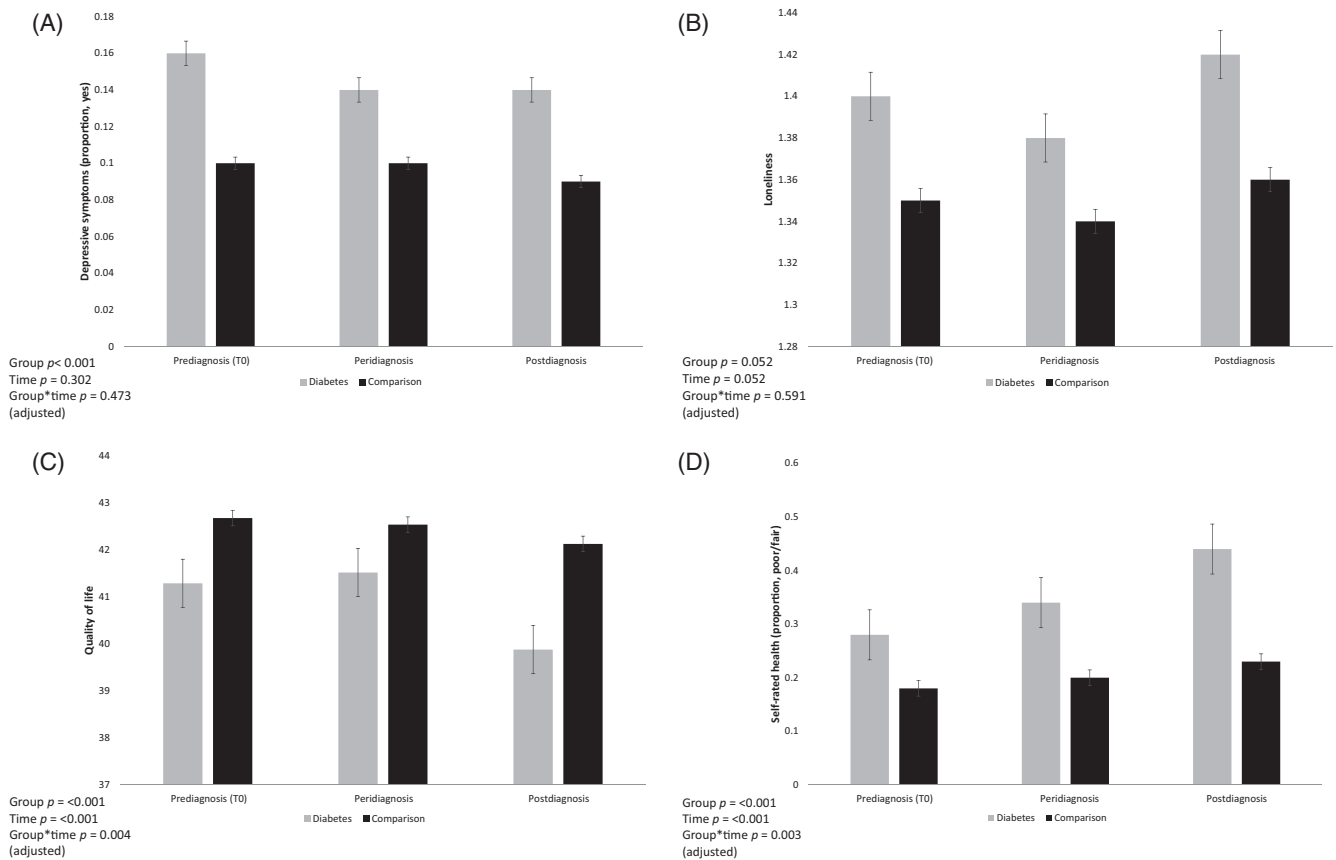 (A)
Depressive symptoms (proportion, yes)
0.18
0.16
0.14
0.12
0.1
0.08
0.06
0.04
0.02
0
Prediagnosis (T0) Peridiagnosis Postdiagnosis
Diabetes Comparison
Group p< 0.001
Time p = 0.302
Group*time p = 0.473
(adjusted)
(B)
Loneliness
1.44
1.42
1.4
1.38
1.36
1.34
1.32
1.3
1.28
Prediagnosis (T0) Peridiagnosis Postdiagnosis
Diabetes Comparison
Group p = 0.052
Time p = 0.052
Group*time p = 0.591
(adjusted)
(C)
Quality of life
44
43
42
41
40
39
38
37
Prediagnosis (T0) Peridiagnosis Postdiagnosis
Diabetes Comparison
Group p = <0.001
Time p = <0.001
Group*time p = 0.004
(adjusted)
(D)
Self-rated health (proportion, poor/fair)
0.6
0.5
0.4
0.3
0.2
0.1
0
Prediagnosis (T0) Peridiagnosis Postdiagnosis
Diabetes Comparison
Group p = <0.001
Time p = <0.001
Group*time p = 0.003
(adjusted)